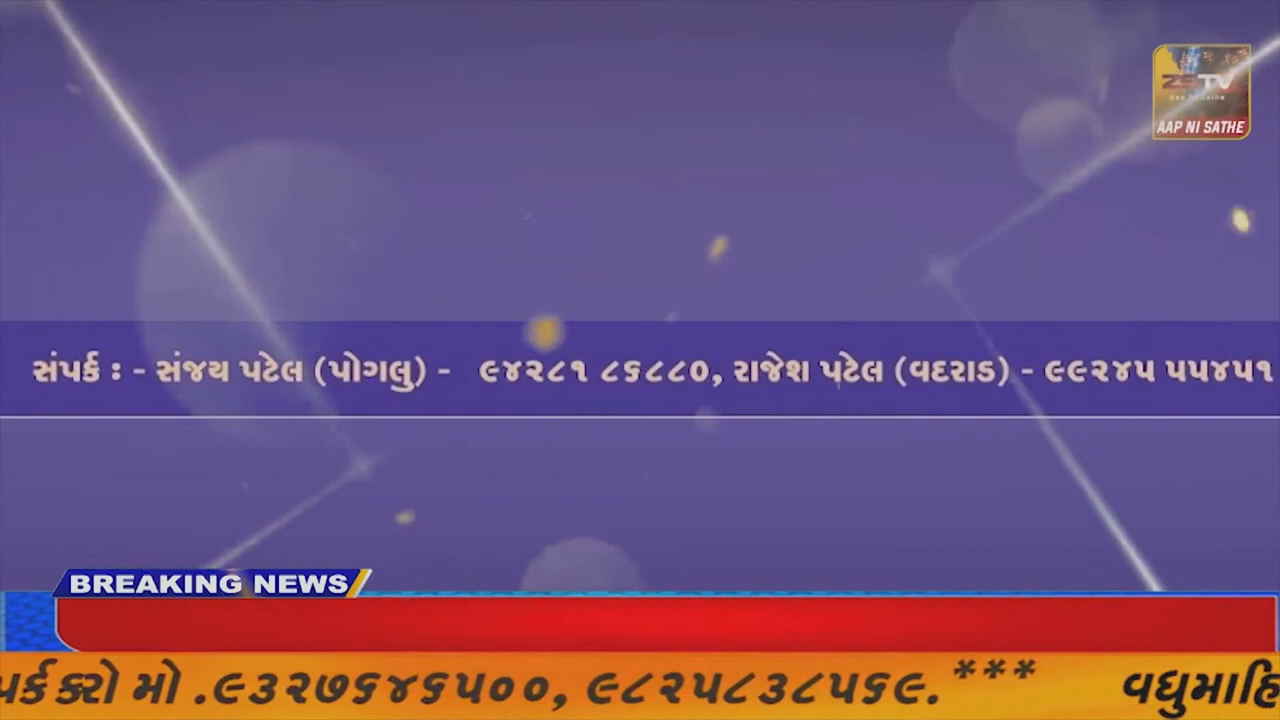 ZSTV
AAP NI SATHE
સંપર્ક : - સંજય પટેલ (પોગલુ) - ૯૪૨૮૧ ૮૬૮૮૦, રાજેશ પટેલ (વદરાડ) - ૯૯૨૪૫ ૫૫૪૫૧
BREAKING NEWS
પર્ક કરો મો .૯૩૨૭૬૪૬૫૦૦, ૯૮૨૫૮૩૮૫૬૯. *** વધુમાહિ